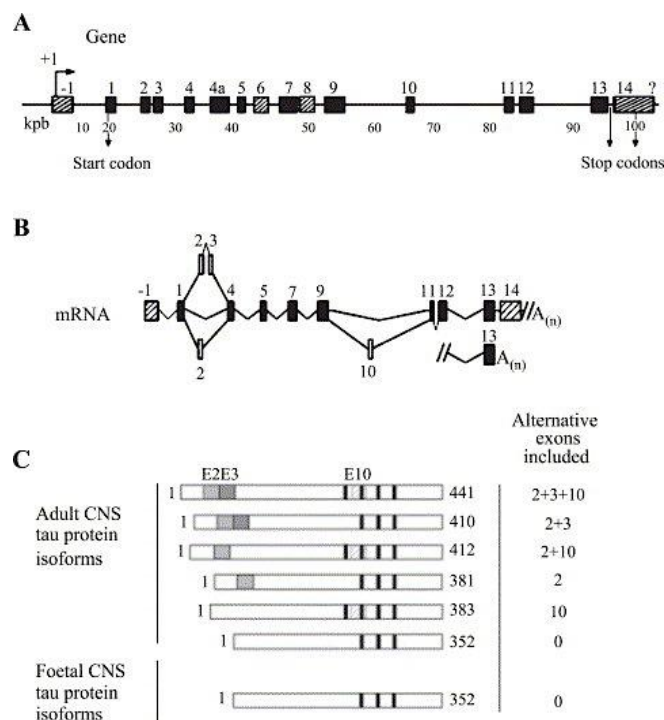 A
Gene
+1
-1 1 2 3 4 4a 5 6 7 8 9 10 11 12 13 14 ?
kpb 10 20 30 40 50 60 70 80 90 100
Start codon Stop codons
B
2 3
-1 1 4 5 7 9 11 12 13 14
mRNA A(n)
13
A(n)
2 10
Alternative
exons
included
C
E2E3 E10
1 441 2+3+10
Adult CNS
tau protein
isoforms
1 410 2+3
1 412 2+10
1 381 2
1 383 10
1 352 0
Foetal CNS
tau protein
isoforms
1 352 0